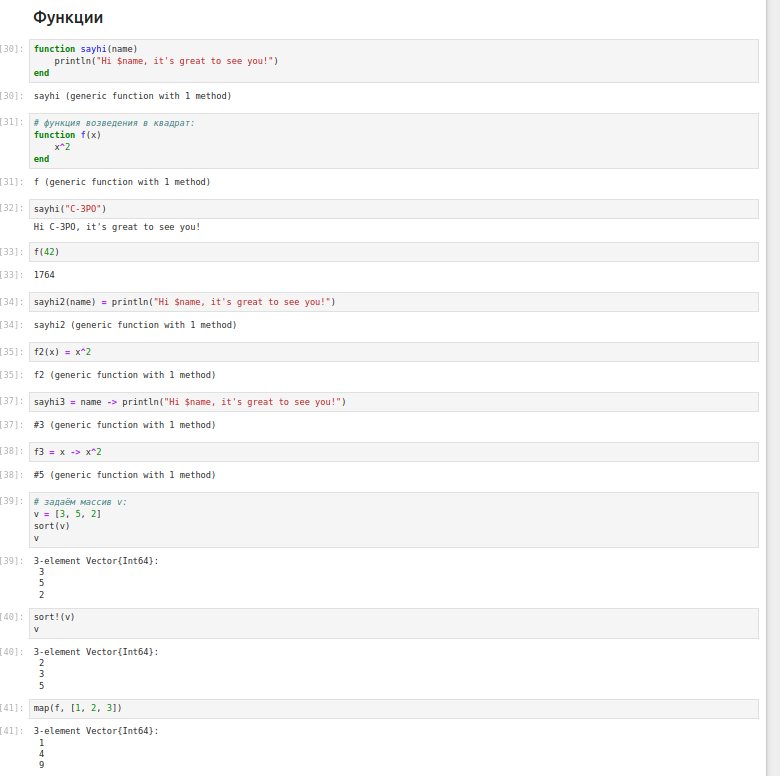 Функции
[30]: function sayhi(name)
    println("Hi $name, it's great to see you!")
end
[30]: sayhi (generic function with 1 method)
[31]: # функция возведения в квадрат:
function f(x)
    x^2
end
[31]: f (generic function with 1 method)
[32]: sayhi("C-3PO")
Hi C-3PO, it's great to see you!
[33]: f(42)
[33]: 1764
[34]: sayhi2(name) = println("Hi $name, it's great to see you!")
[34]: sayhi2 (generic function with 1 method)
[35]: f2(x) = x^2
[35]: f2 (generic function with 1 method)
[37]: sayhi3 = name -> println("Hi $name, it's great to see you!")
[37]: #3 (generic function with 1 method)
[38]: f3 = x -> x^2
[38]: #5 (generic function with 1 method)
[39]: # задаём массив v:
v = [3, 5, 2]
sort(v)
v
[39]: 3-element Vector{Int64}:
 3
 5
 2
[40]: sort!(v)
v
[40]: 3-element Vector{Int64}:
 2
 3
 5
[41]: map(f, [1, 2, 3])
[41]: 3-element Vector{Int64}:
 1
 4
 9